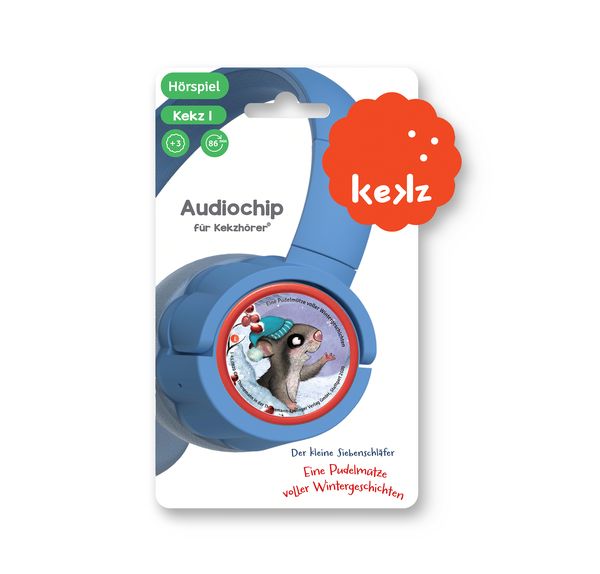 Hörspiel
Kekz 1
+3
86
kekz
Audiochip
für Kekzhörer®
Eine Pudelmütze voller Wintergeschichten
Der kleine Siebenschläfer
Eine Pudelmütze
voller Wintergeschichten